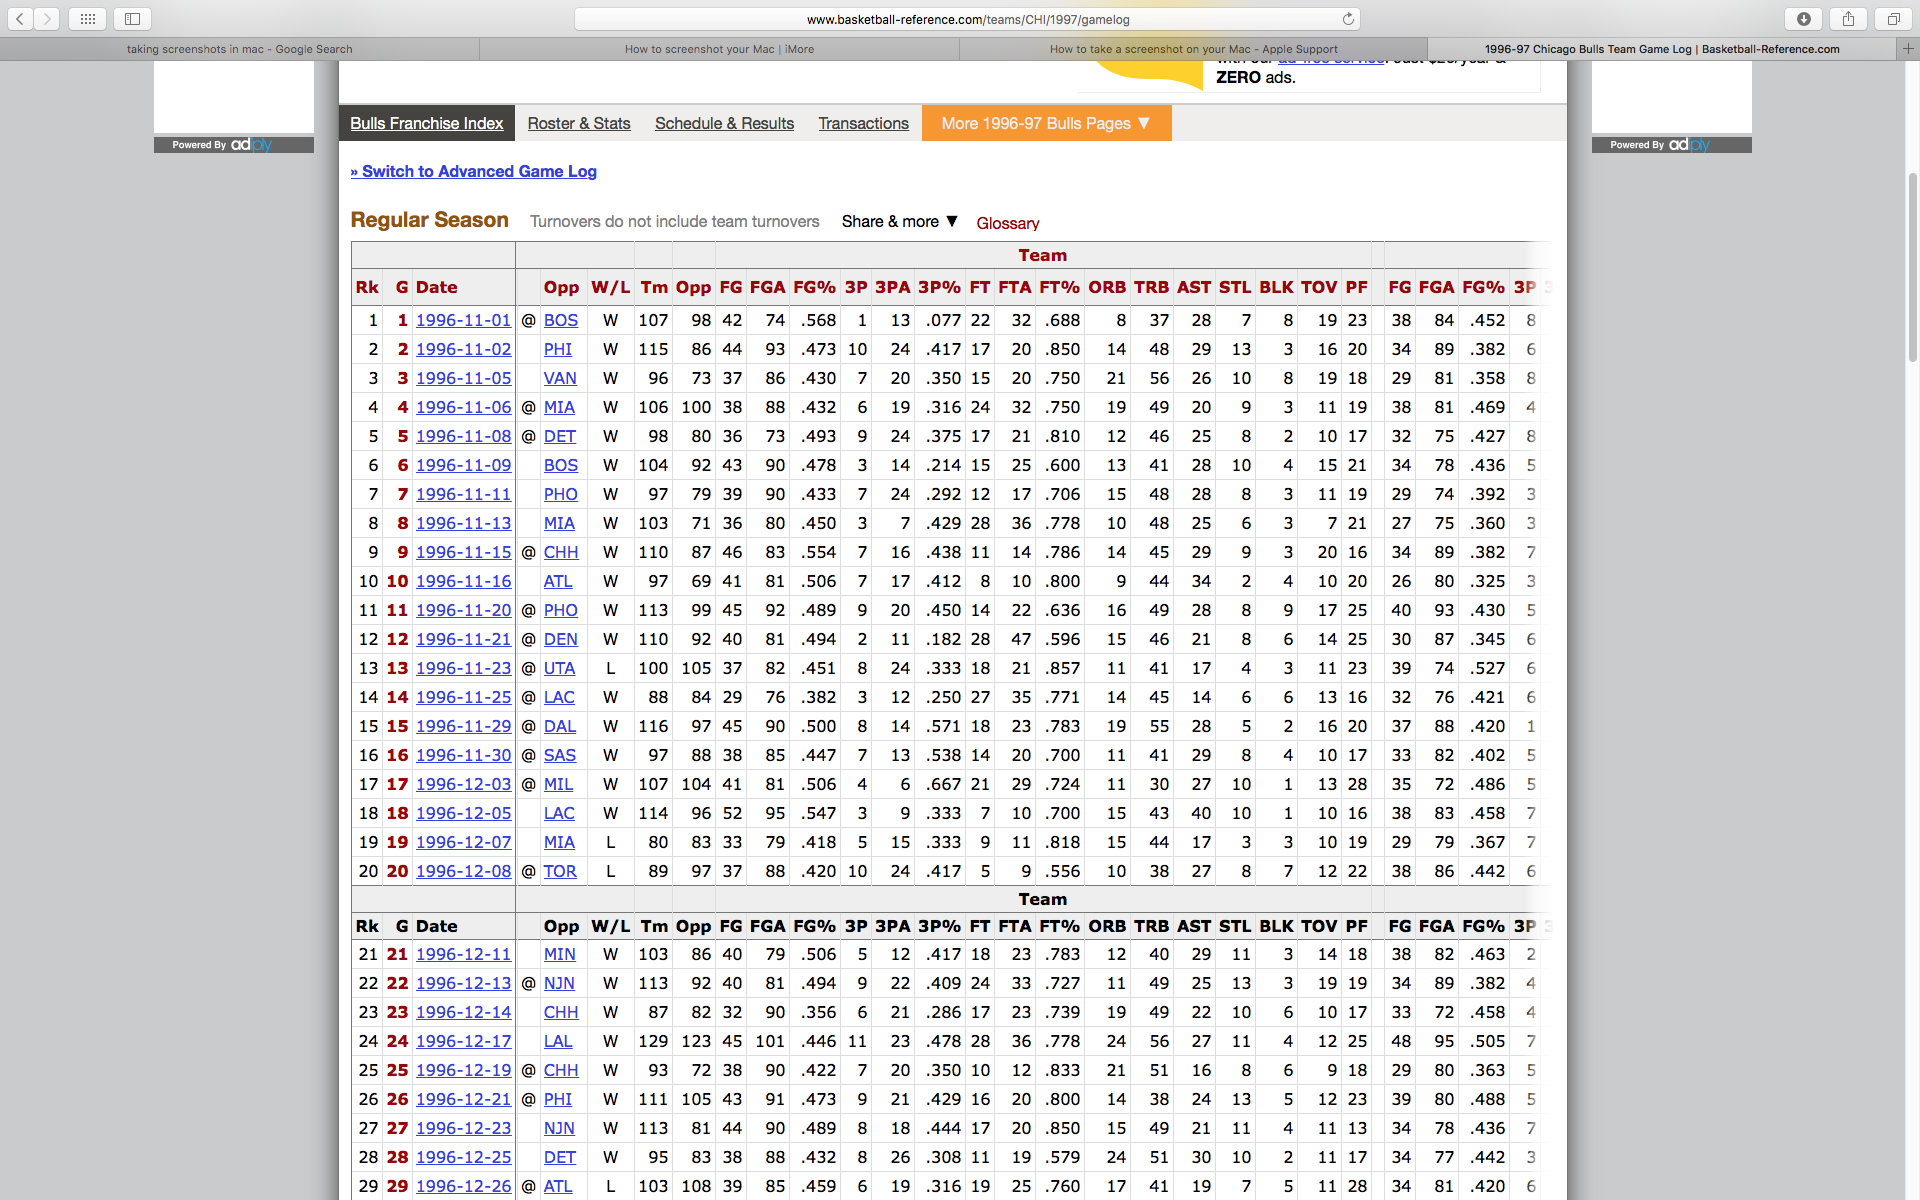 www.basketball-reference.com/teams/CHI/1997/gamelog
taking screenshots in mac - Google Search
How to screenshot your Mac | iMore
How to take a screenshot on your Mac - Apple Support
1996-97 Chicago Bulls Team Game Log | Basketball-Reference.com
ZERO ads.
Powered By adply
Powered By adply
Bulls Franchise Index Roster & Stats Schedule & Results Transactions More 1996-97 Bulls Pages ▼
» Switch to Advanced Game Log
Regular Season Turnovers do not include team turnovers Share & more ▼ Glossary
Team
Rk G Date Opp W/L Tm Opp FG FGA FG% 3P 3PA 3P% FT FTA FT% ORB TRB AST STL BLK TOV PF FG FGA FG% 3P
1 1 1996-11-01 @ BOS W 107 98 42 74 .568 1 13 .077 22 32 .688 8 37 28 7 8 19 23 38 84 .452 8
2 2 1996-11-02 PHI W 115 86 44 93 .473 10 24 .417 17 20 .850 14 48 29 13 3 16 20 34 89 .382 6
3 3 1996-11-05 VAN W 96 73 37 86 .430 7 20 .350 15 20 .750 21 56 26 10 8 19 18 29 81 .358 8
4 4 1996-11-06 @ MIA W 106 100 38 88 .432 6 19 .316 24 32 .750 19 49 20 9 3 11 19 38 81 .469 4
5 5 1996-11-08 @ DET W 98 80 36 73 .493 9 24 .375 17 21 .810 12 46 25 8 2 10 17 32 75 .427 8
6 6 1996-11-09 BOS W 104 92 43 90 .478 3 14 .214 15 25 .600 13 41 28 10 4 15 21 34 78 .436 5
7 7 1996-11-11 PHO W 97 79 39 90 .433 7 24 .292 12 17 .706 15 48 28 8 3 11 19 29 74 .392 3
8 8 1996-11-13 MIA W 103 71 36 80 .450 3 7 .429 28 36 .778 10 48 25 6 3 7 21 27 75 .360 3
9 9 1996-11-15 @ CHH W 110 87 46 83 .554 7 16 .438 11 14 .786 14 45 29 9 3 20 16 34 89 .382 7
10 10 1996-11-16 ATL W 97 69 41 81 .506 7 17 .412 8 10 .800 9 44 34 2 4 10 20 26 80 .325 3
11 11 1996-11-20 @ PHO W 113 99 45 92 .489 9 20 .450 14 22 .636 16 49 28 8 9 17 25 40 93 .430 5
12 12 1996-11-21 @ DEN W 110 92 40 81 .494 2 11 .182 28 47 .596 15 46 21 8 6 14 25 30 87 .345 6
13 13 1996-11-23 @ UTA L 100 105 37 82 .451 8 24 .333 18 21 .857 11 41 17 4 3 11 23 39 74 .527 6
14 14 1996-11-25 @ LAC W 88 84 29 76 .382 3 12 .250 27 35 .771 14 45 14 6 6 13 16 32 76 .421 6
15 15 1996-11-29 @ DAL W 116 97 45 90 .500 8 14 .571 18 23 .783 19 55 28 5 2 16 20 37 88 .420 1
16 16 1996-11-30 @ SAS W 97 88 38 85 .447 7 13 .538 14 20 .700 11 41 29 8 4 10 17 33 82 .402 5
17 17 1996-12-03 @ MIL W 107 104 41 81 .506 4 6 .667 21 29 .724 11 30 27 10 1 13 28 35 72 .486 5
18 18 1996-12-05 LAC W 114 96 52 95 .547 3 9 .333 7 10 .700 15 43 40 10 1 10 16 38 83 .458 7
19 19 1996-12-07 MIA L 80 83 33 79 .418 5 15 .333 9 11 .818 15 44 17 3 3 10 19 29 79 .367 7
20 20 1996-12-08 @ TOR L 89 97 37 88 .420 10 24 .417 5 9 .556 10 38 27 8 7 12 22 38 86 .442 6
Team
Rk G Date Opp W/L Tm Opp FG FGA FG% 3P 3PA 3P% FT FTA FT% ORB TRB AST STL BLK TOV PF FG FGA FG% 3P
21 21 1996-12-11 MIN W 103 86 40 79 .506 5 12 .417 18 23 .783 12 40 29 11 3 14 18 38 82 .463 2
22 22 1996-12-13 @ NJN W 113 92 40 81 .494 9 22 .409 24 33 .727 11 49 25 13 3 19 19 34 89 .382 4
23 23 1996-12-14 CHH W 87 82 32 90 .356 6 21 .286 17 23 .739 19 49 22 10 6 10 17 33 72 .458 4
24 24 1996-12-17 LAL W 129 123 45 101 .446 11 23 .478 28 36 .778 24 56 27 11 4 12 25 48 95 .505 7
25 25 1996-12-19 @ CHH W 93 72 38 90 .422 7 20 .350 10 12 .833 21 51 16 8 6 9 18 29 80 .363 5
26 26 1996-12-21 @ PHI W 111 105 43 91 .473 9 21 .429 16 20 .800 14 38 24 13 5 12 23 39 80 .488 5
27 27 1996-12-23 NJN W 113 81 44 90 .489 8 18 .444 17 20 .850 15 49 21 11 4 11 13 34 78 .436 7
28 28 1996-12-25 DET W 95 83 38 88 .432 8 26 .308 11 19 .579 24 51 30 10 2 11 17 34 77 .442 3
29 29 1996-12-26 @ ATL L 103 108 39 85 .459 6 19 .316 19 25 .760 17 41 19 7 5 11 28 34 81 .420 6